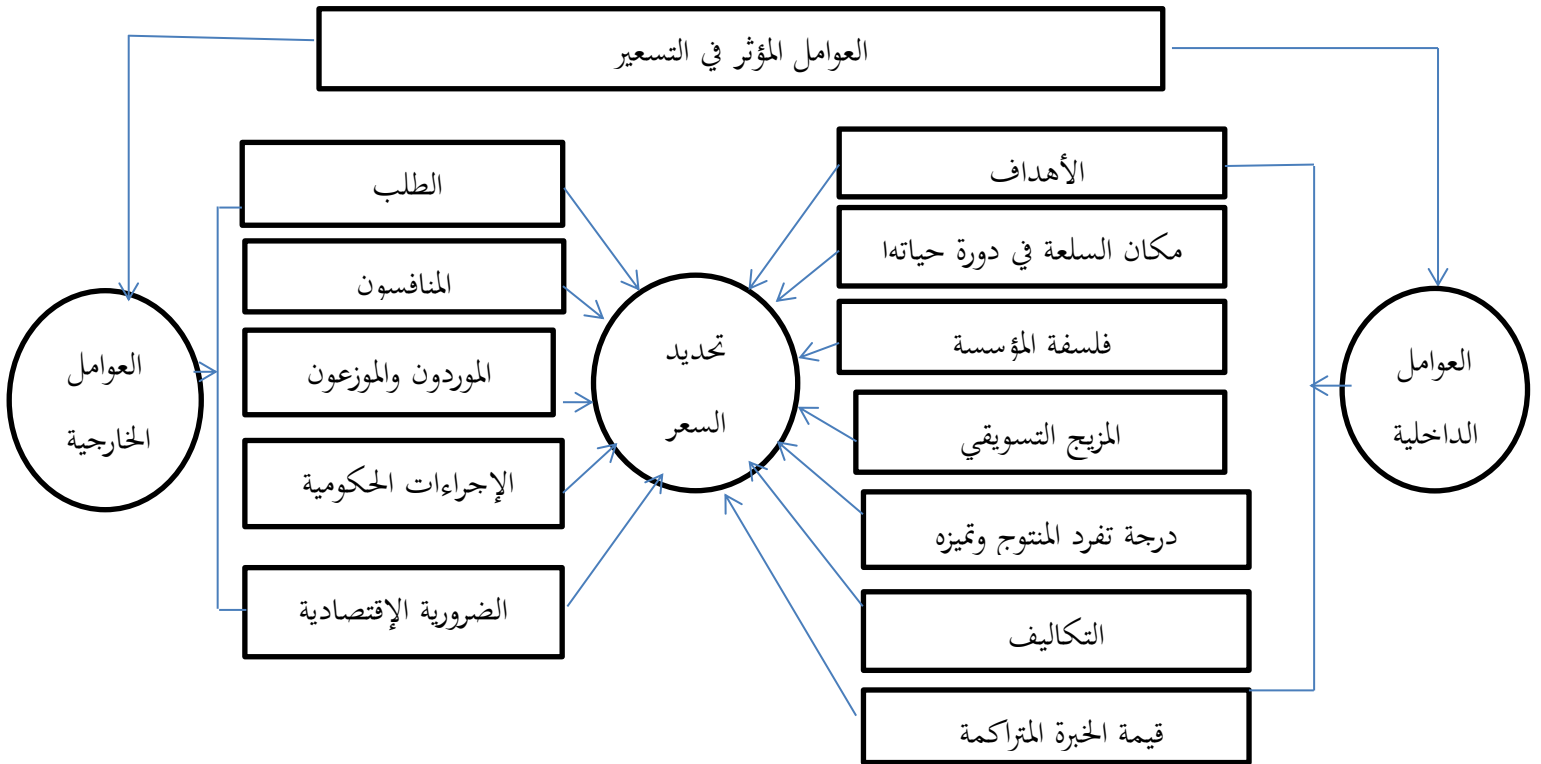 العوامل المؤثر في التسعير
الأهداف
مكان السلعة في دورة حياتها
فلسفة المؤسسة
المزيج التسويقي
درجة تفرد المنتوج وتميزه
التكاليف
قيمة الخبرة المتراكمة
العوامل
الداخلية
تحديد
السعر
الطلب
المنافسون
الموردون والموزعون
الإجراءات الحكومية
الضرورية الإقتصادية
العوامل
الخارجية